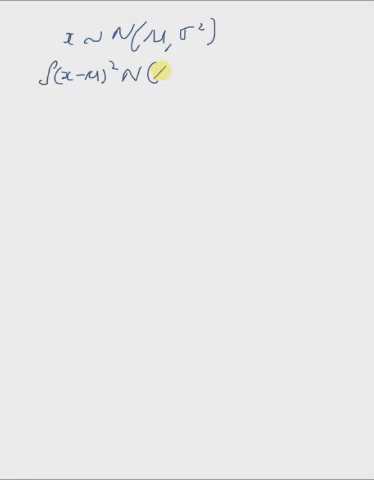 x ~ N(μ, σ²)
∫(x-μ)² N(